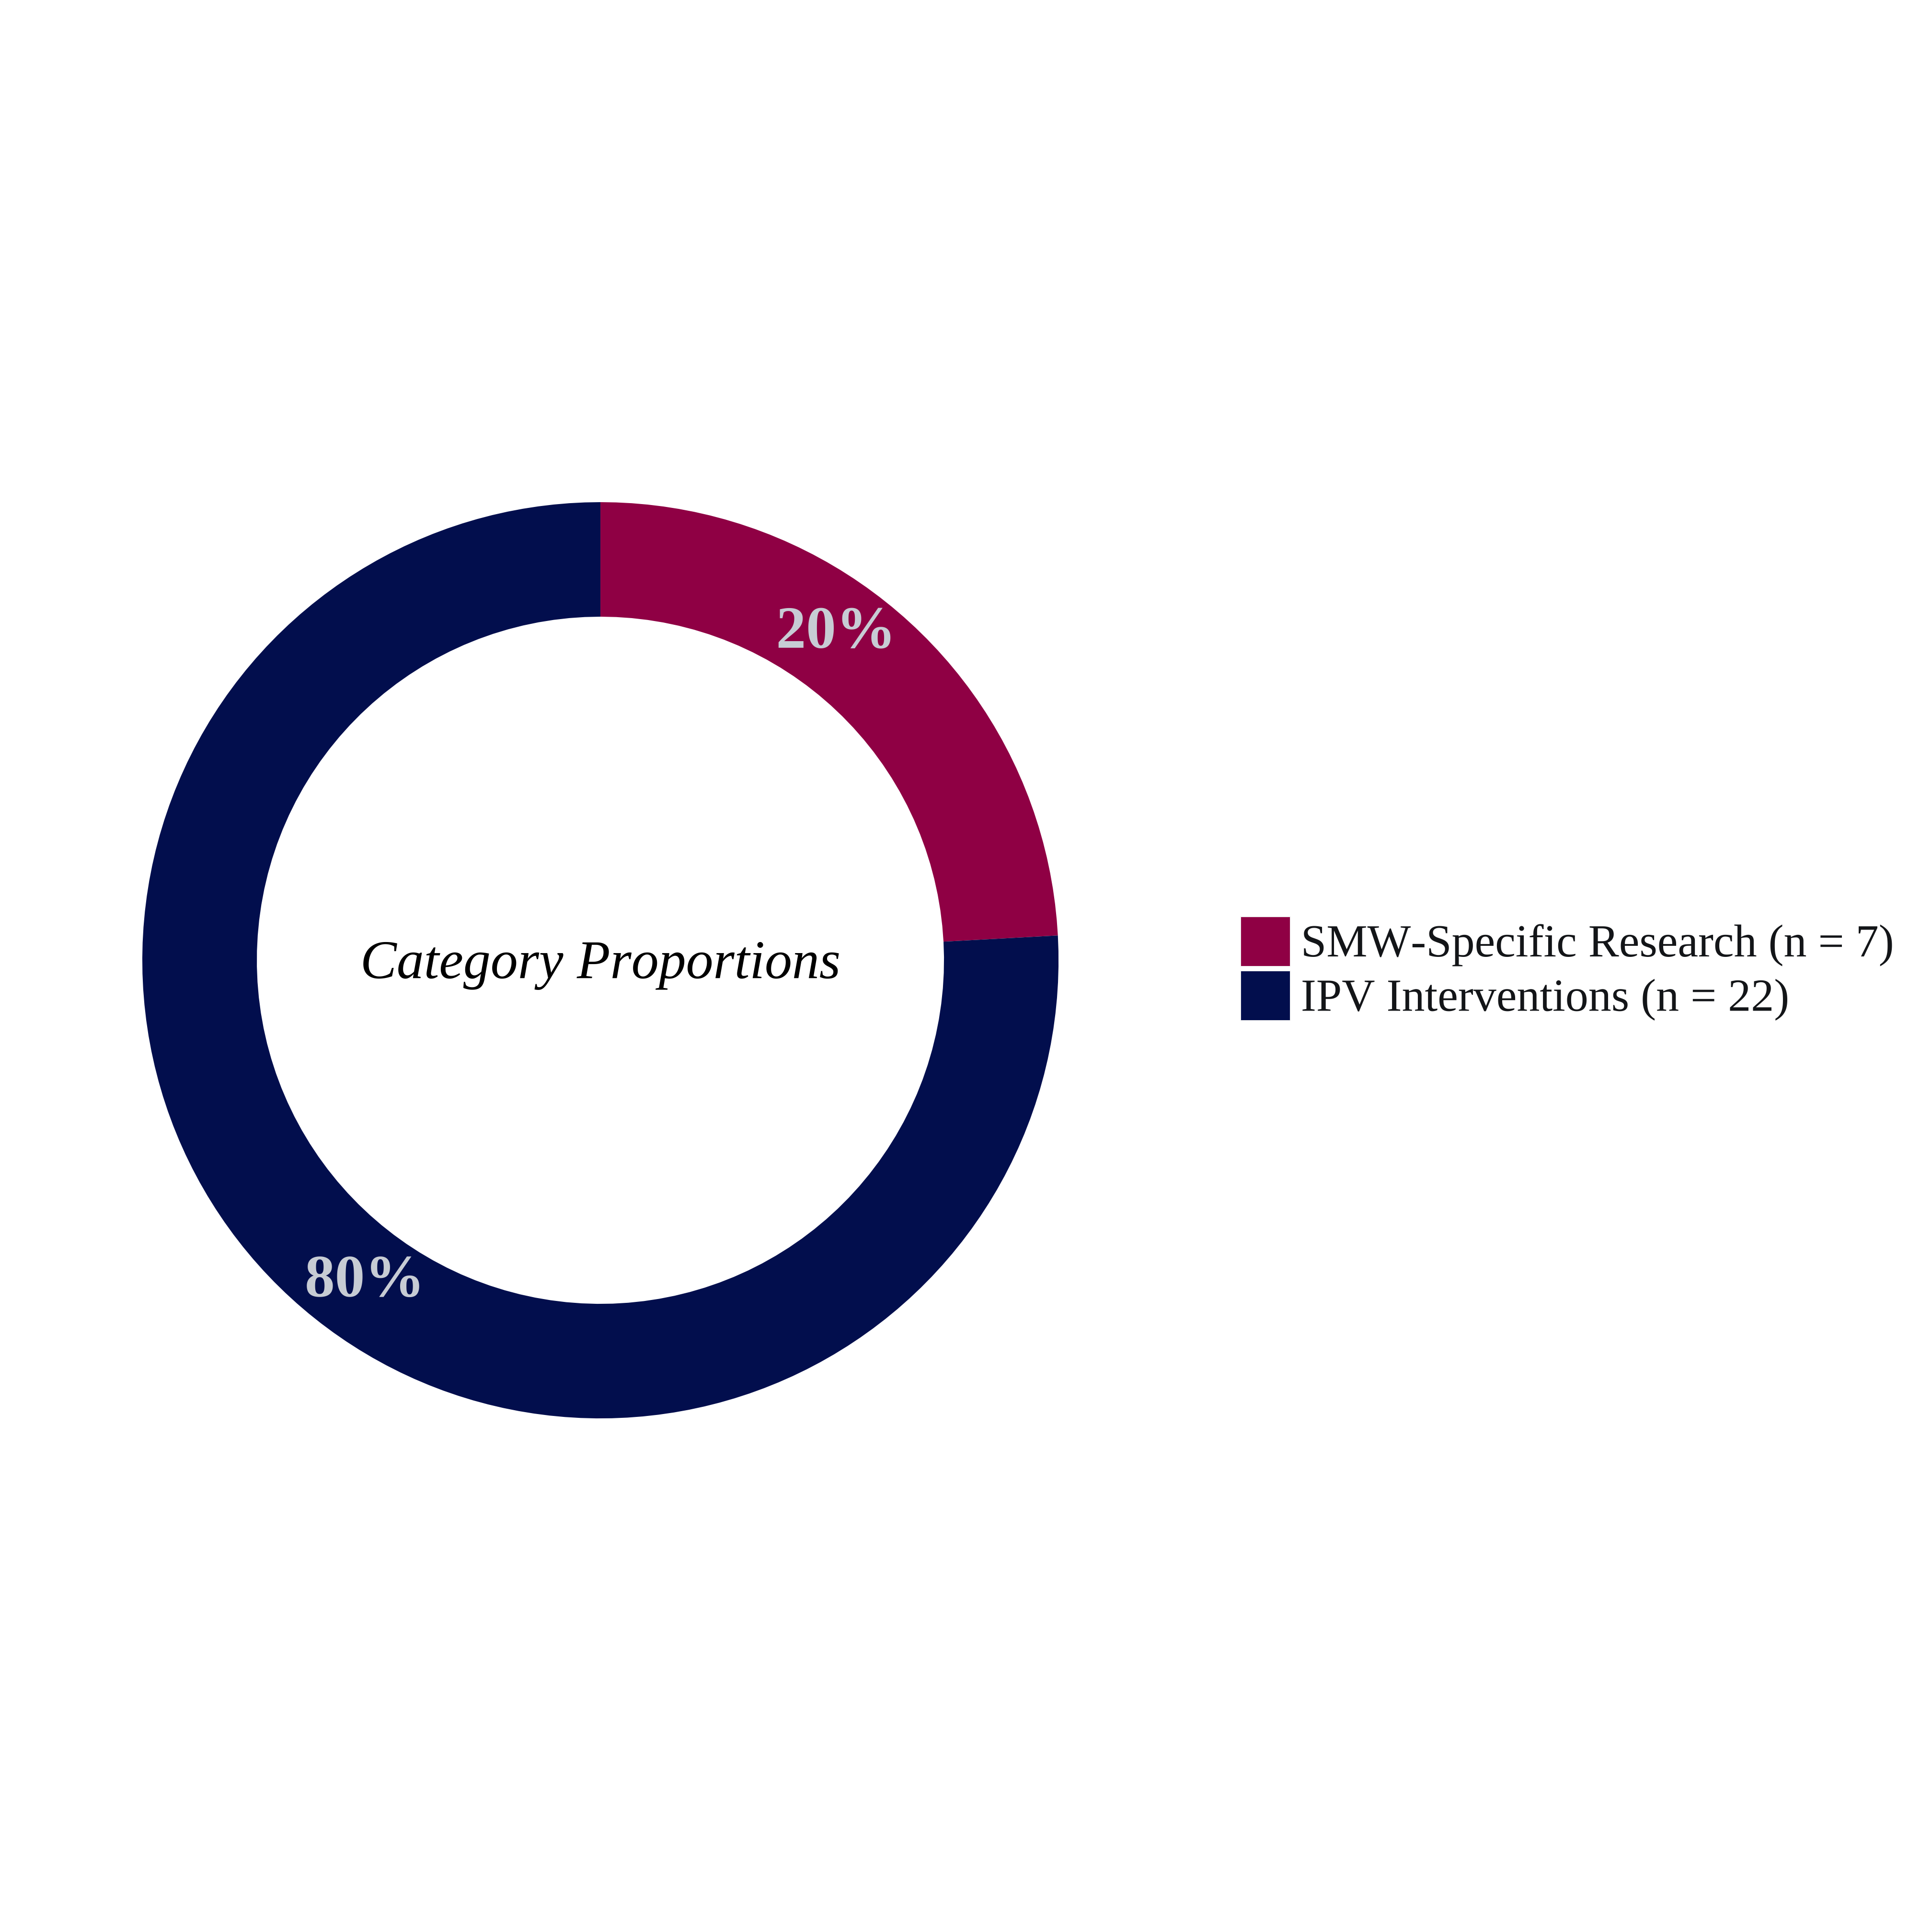 20%
Category Proportions
SMW-Specific Research (n = 7)
IPV Interventions (n = 22)
80%